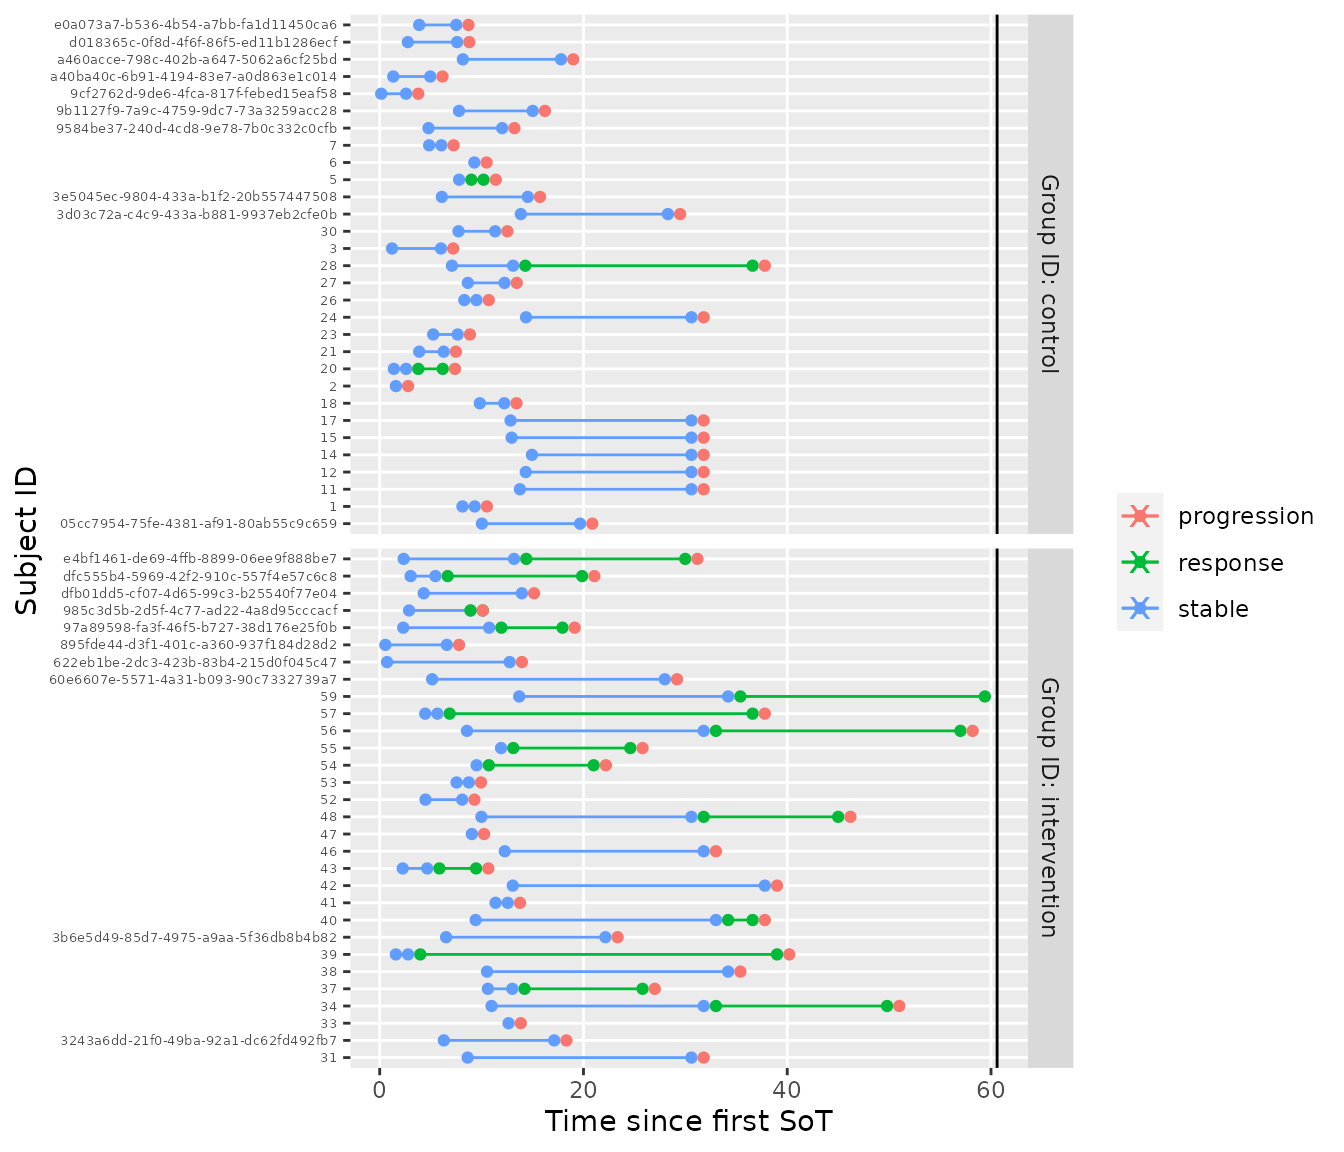 Subject ID
e0a073a7-b536-4b54-a7bb-fa1d11450ca6
d018365c-0f8d-4f6f-86f5-ed11b1286ecf
a460acce-798c-402b-a647-5062a6cf25bd
a40ba40c-6b91-4194-83e7-a0d863e1c014
9cf2762d-9de6-4fca-817f-febed15eaf58
9b1127f9-7a9c-4759-9dc7-73a3259acc28
9584be37-240d-4cd8-9e78-7b0c332c0cfb
7
6
5
3e5045ec-9804-433a-b1f2-20b557447508
3d03c72a-c4c9-433a-b881-9937eb2cfe0b
30
3
28
27
26
24
23
21
20
2
18
17
15
14
12
11
1
05cc7954-75fe-4381-af91-80ab55c9c659
Group ID: control
e4bf1461-de69-4ffb-8899-06ee9f888be7
dfc555b4-5969-42f2-910c-557f4e57c6c8
dfb01dd5-cf07-4d65-99c3-b25540f77e04
985c3d5b-2d5f-4c77-ad22-4a8d95cccacf
97a89598-fa3f-46f5-b727-38d176e25f0b
895fde44-d3f1-401c-a360-937f184d28d2
622eb1be-2dc3-423b-83b4-215d0f045c47
60e6607e-5571-4a31-b093-90c7332739a7
59
57
56
55
54
53
52
48
47
46
43
42
41
40
3b6e5d49-85d7-4975-a9aa-5f36db8b4b82
39
38
37
34
33
3243a6dd-21f0-49ba-92a1-dc62fd492fb7
31
Group ID: intervention
0 20 40 60
Time since first SoT
progression
response
stable